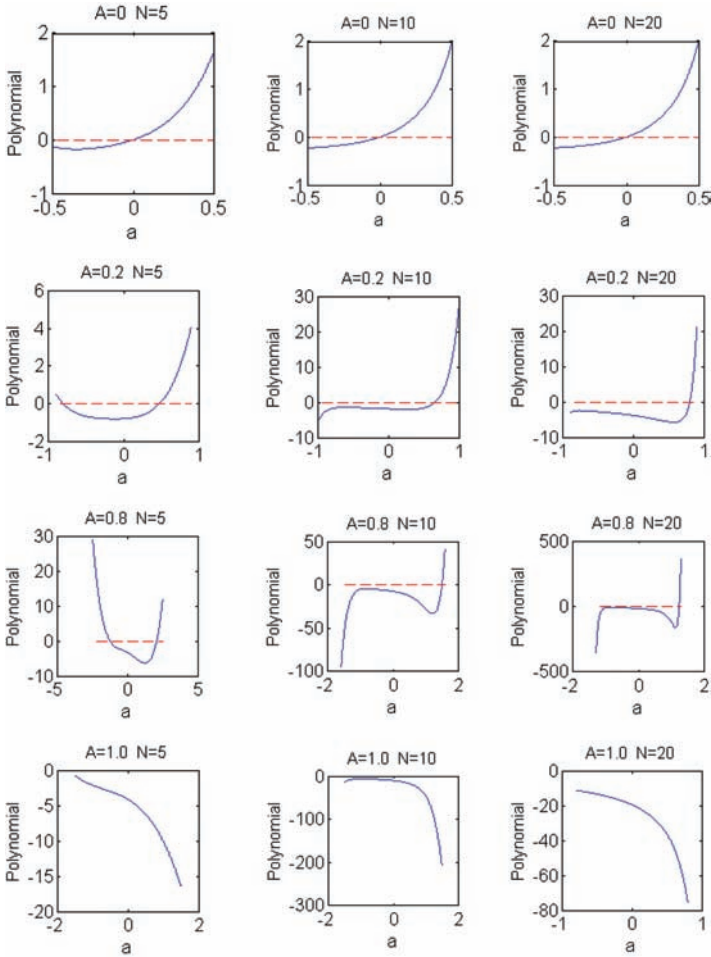 A=0 N=5
A=0 N=10
A=0 N=20
2
1
0
-1
Polynomial
-0.5
0
0.5
a
2
1
0
-1
Polynomial
-0.5
0
0.5
a
2
1
0
-1
Polynomial
-0.5
0
0.5
a
A=0.2 N=5
A=0.2 N=10
A=0.2 N=20
6
4
2
0
-2
Polynomial
-1
0
1
a
30
20
10
0
-10
Polynomial
-1
0
1
a
30
20
10
0
-10
Polynomial
-1
0
1
a
A=0.8 N=5
A=0.8 N=10
A=0.8 N=20
30
20
10
0
-10
Polynomial
-5
0
5
a
50
0
-50
-100
Polynomial
-2
0
2
a
500
0
-500
Polynomial
-2
0
2
a
A=1.0 N=5
A=1.0 N=10
A=1.0 N=20
0
-5
-10
-15
-20
Polynomial
-2
0
2
a
0
-100
-200
-300
Polynomial
-2
0
2
a
0
-20
-40
-60
-80
Polynomial
-1
0
1
a